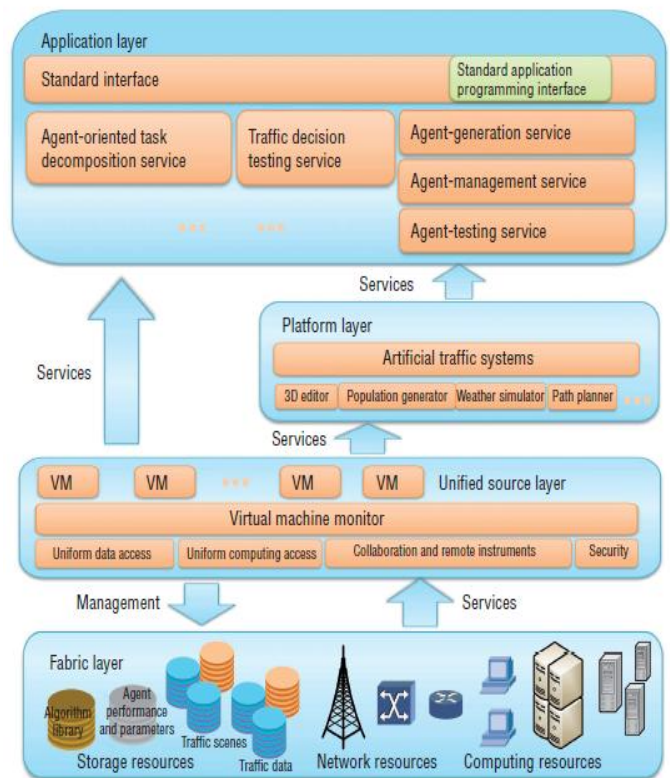 Application layer
Standard interface
Standard application
programming interface
Agent-oriented task
decomposition service
Traffic decision
testing service
Agent-generation service
Agent-management service
Agent-testing service
Services
Platform layer
Artificial traffic systems
3D editor
Population generator
Weather simulator
Path planner
Services
Services
VM
VM
VM
VM
Unified source layer
Virtual machine monitor
Uniform data access
Uniform computing access
Collaboration and remote instruments
Security
Management
Services
Fabric layer
Algorithm
library
Agent
performance
and parameters
Traffic scenes
Traffic data
Storage resources
Network resources
Computing resources